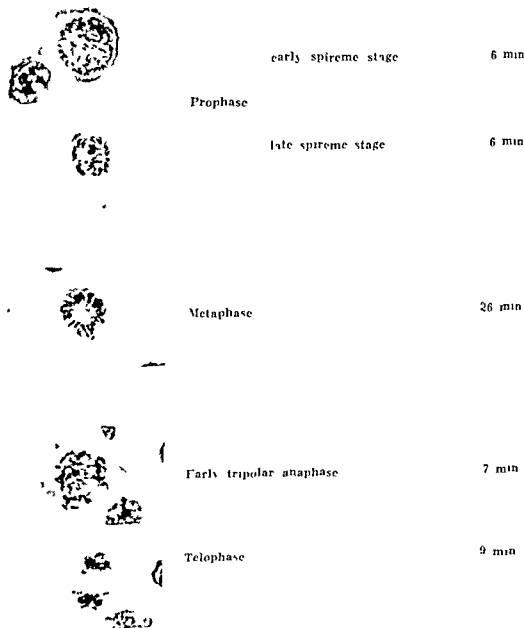 early spireme stage 6 min
Prophase
late spireme stage 6 min
Metaphase 26 min
Early tripolar anaphase 7 min
Telophase 9 min